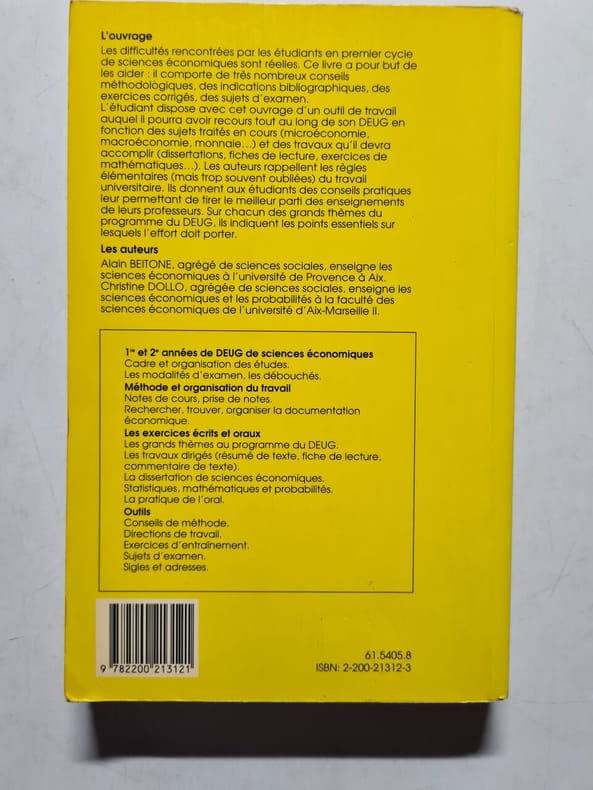 L'ouvrage
Les difficultés rencontrées par les étudiants en premier cycle
de sciences économiques sont réelles. Ce livre a pour but de
les aider : il comporte de très nombreux conseils
méthodologiques, des indications bibliographiques, des
exercices corrigés, des sujets d'examen.
L'étudiant dispose avec cet ouvrage d'un outil de travail
auquel il pourra avoir recours tout au long de son DEUG en
fonction des sujets traités en cours (microéconomie,
macroéconomie, monnaie...) et des travaux qu'il devra
accomplir (dissertations, fiches de lecture, exercices de
mathématiques...). Les auteurs rappellent les règles
élémentaires (mais trop souvent oubliées) du travail
universitaire. Ils donnent aux étudiants des conseils pratiques
leur permettant de tirer le meilleur parti des enseignements
de leurs professeurs. Sur chacun des grands thèmes du
programme du DEUG, ils indiquent les points essentiels sur
lesquels l'effort doit porter.
Les auteurs
Alain BEITONE, agrégé de sciences sociales, enseigne les
sciences économiques à l'université de Provence à Aix.
Christine DOLLO, agrégée de sciences sociales, enseigne les
sciences économiques et les probabilités à la faculté des
sciences économiques de l'université d'Aix-Marseille II.
1re et 2e années de DEUG de sciences économiques
Cadre et organisation des études.
Les modalités d'examen, les débouchés.
Méthode et organisation du travail
Notes de cours, prise de notes.
Rechercher, trouver, organiser la documentation
économique.
Les exercices écrits et oraux
Les grands thèmes au programme du DEUG.
Les travaux dirigés (résumé de texte, fiche de lecture,
commentaire de texte).
La dissertation de sciences économiques.
Statistiques, mathématiques et probabilités.
La pratique de l'oral.
Outils
Conseils de méthode.
Directions de travail.
Exercices d'entraînement.
Sujets d'examen.
Sigles et adresses.
9 782200 213121
61.5405.8
ISBN: 2-200-21312-3